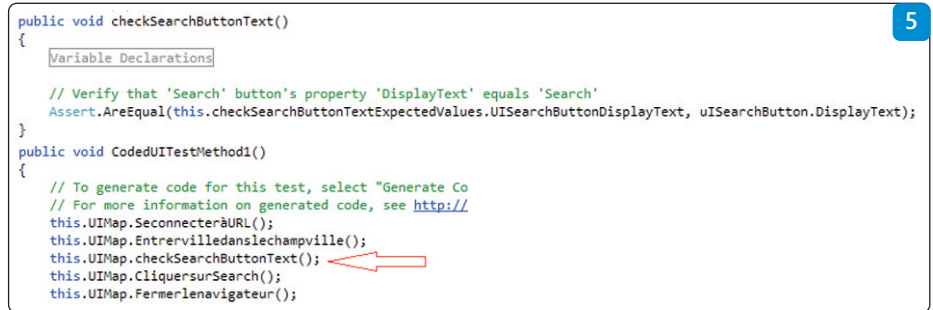 5
public void checkSearchButtonText()
{
Variable Declarations
// Verify that 'Search' button's property 'DisplayText' equals 'Search'
Assert.AreEqual(this.checkSearchButtonTextExpectedValues.UISearchButtonDisplayText, uISearchButton.DisplayText);
}
public void CodedUITestMethod1()
{
// To generate code for this test, select "Generate Co
// For more information on generated code, see http://
this.UIMap.SeconnecteràURL();
this.UIMap.Entrervilledanslechampville();
this.UIMap.checkSearchButtonText();
this.UIMap.CliquersurSearch();
this.UIMap.Fermerlenavigateur();